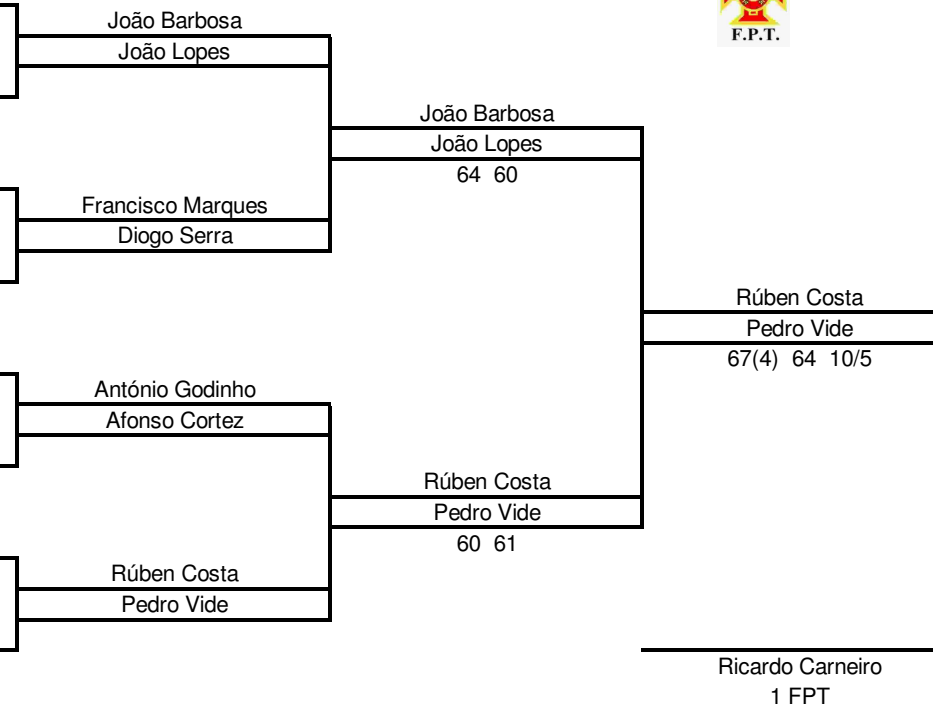 João Barbosa
João Lopes
F.P.T.
João Barbosa
João Lopes
64 60
Francisco Marques
Diogo Serra
Rúben Costa
Pedro Vide
67(4) 64 10/5
António Godinho
Afonso Cortez
Rúben Costa
Pedro Vide
60 61
Rúben Costa
Pedro Vide
Ricardo Carneiro
1 FPT